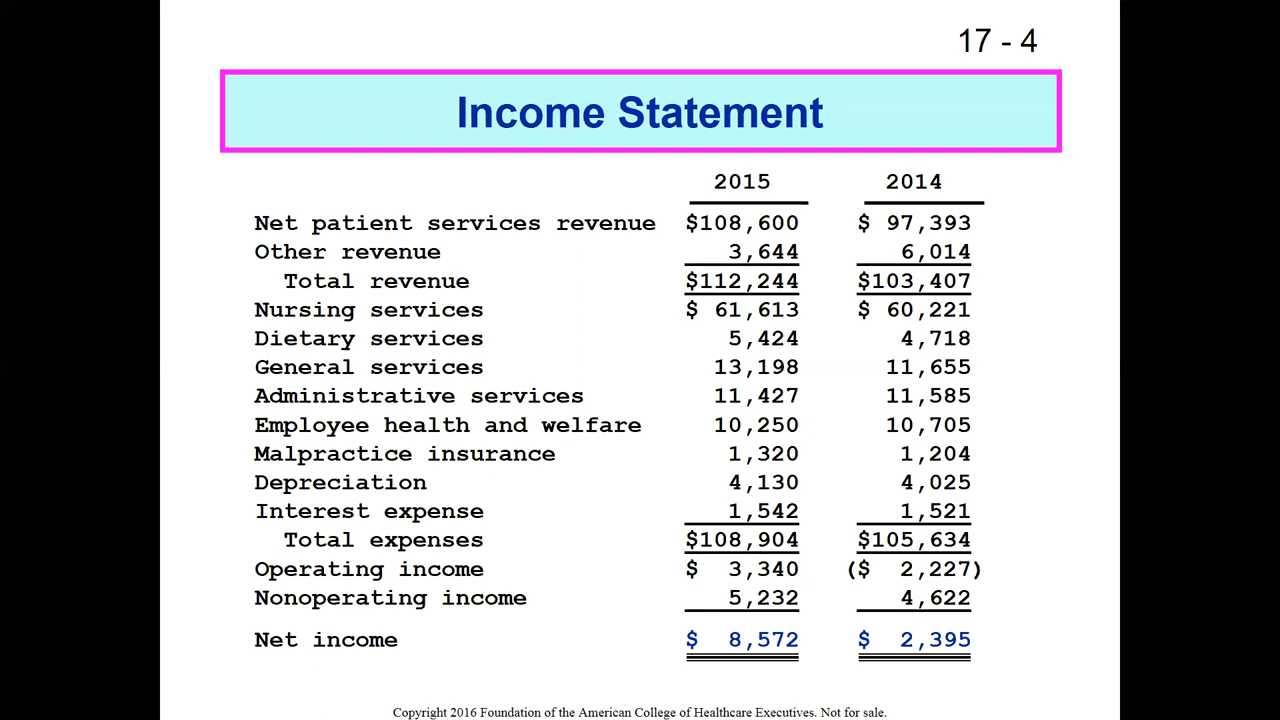 17 - 4
Income Statement
2015 2014
Net patient services revenue $108,600 $ 97,393
Other revenue 3,644 6,014
Total revenue $112,244 $103,407
Nursing services $ 61,613 $ 60,221
Dietary services 5,424 4,718
General services 13,198 11,655
Administrative services 11,427 11,585
Employee health and welfare 10,250 10,705
Malpractice insurance 1,320 1,204
Depreciation 4,130 4,025
Interest expense 1,542 1,521
Total expenses $108,904 $105,634
Operating income $ 3,340 ($ 2,227)
Nonoperating income 5,232 4,622
Net income $ 8,572 $ 2,395
Copyright 2016 Foundation of the American College of Healthcare Executives. Not for sale.